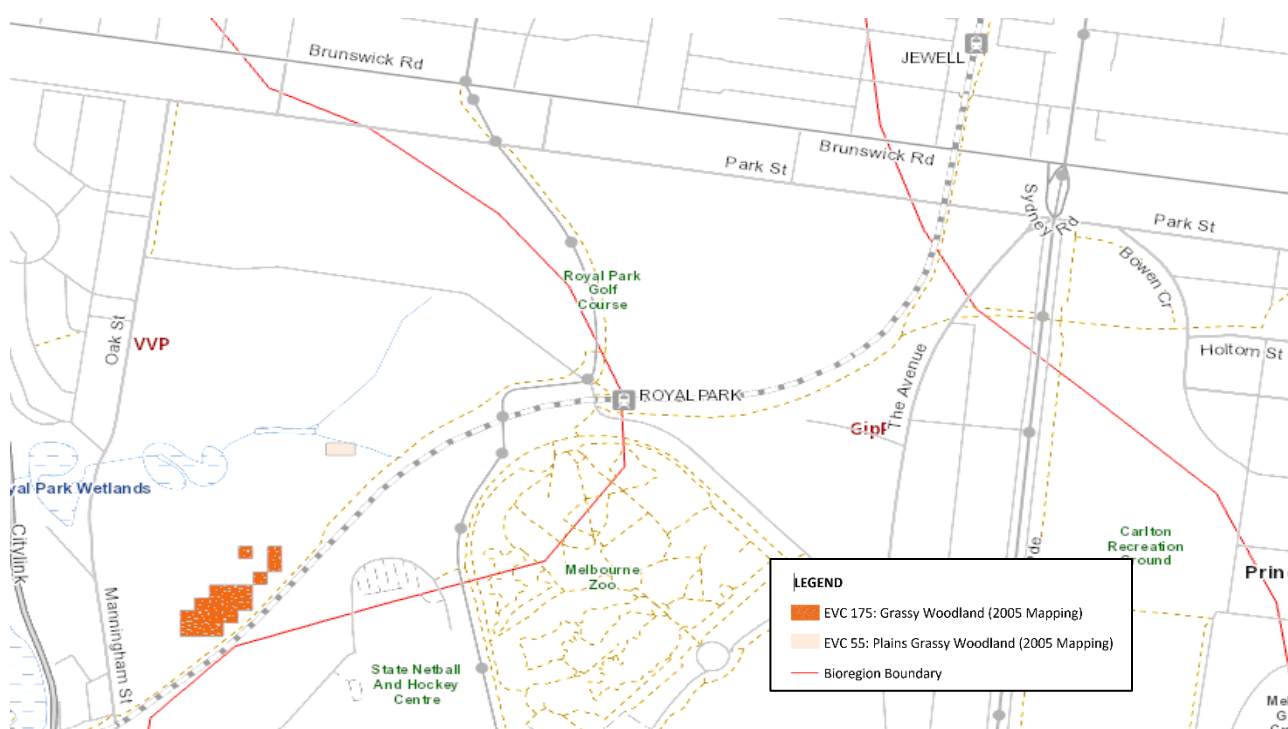 Brunswick Rd
JEWELL
Brunswick Rd
Park St
Sydney Rd
Park St
Bowen Cr
Royal Park
Golf
Course
Oak St
VVP
Holtom St
The Avenue
ROYAL PARK
GipP
yal Park Wetlands
Citylink
de
Carlton
Recreation
Ground
Melbourne
Zoo
Prin
LEGEND
EVC 175: Grassy Woodland (2005 Mapping)
EVC 55: Plains Grassy Woodland (2005 Mapping)
Bioregion Boundary
Manningham St
State Netball
And Hockey
Centre
Mel